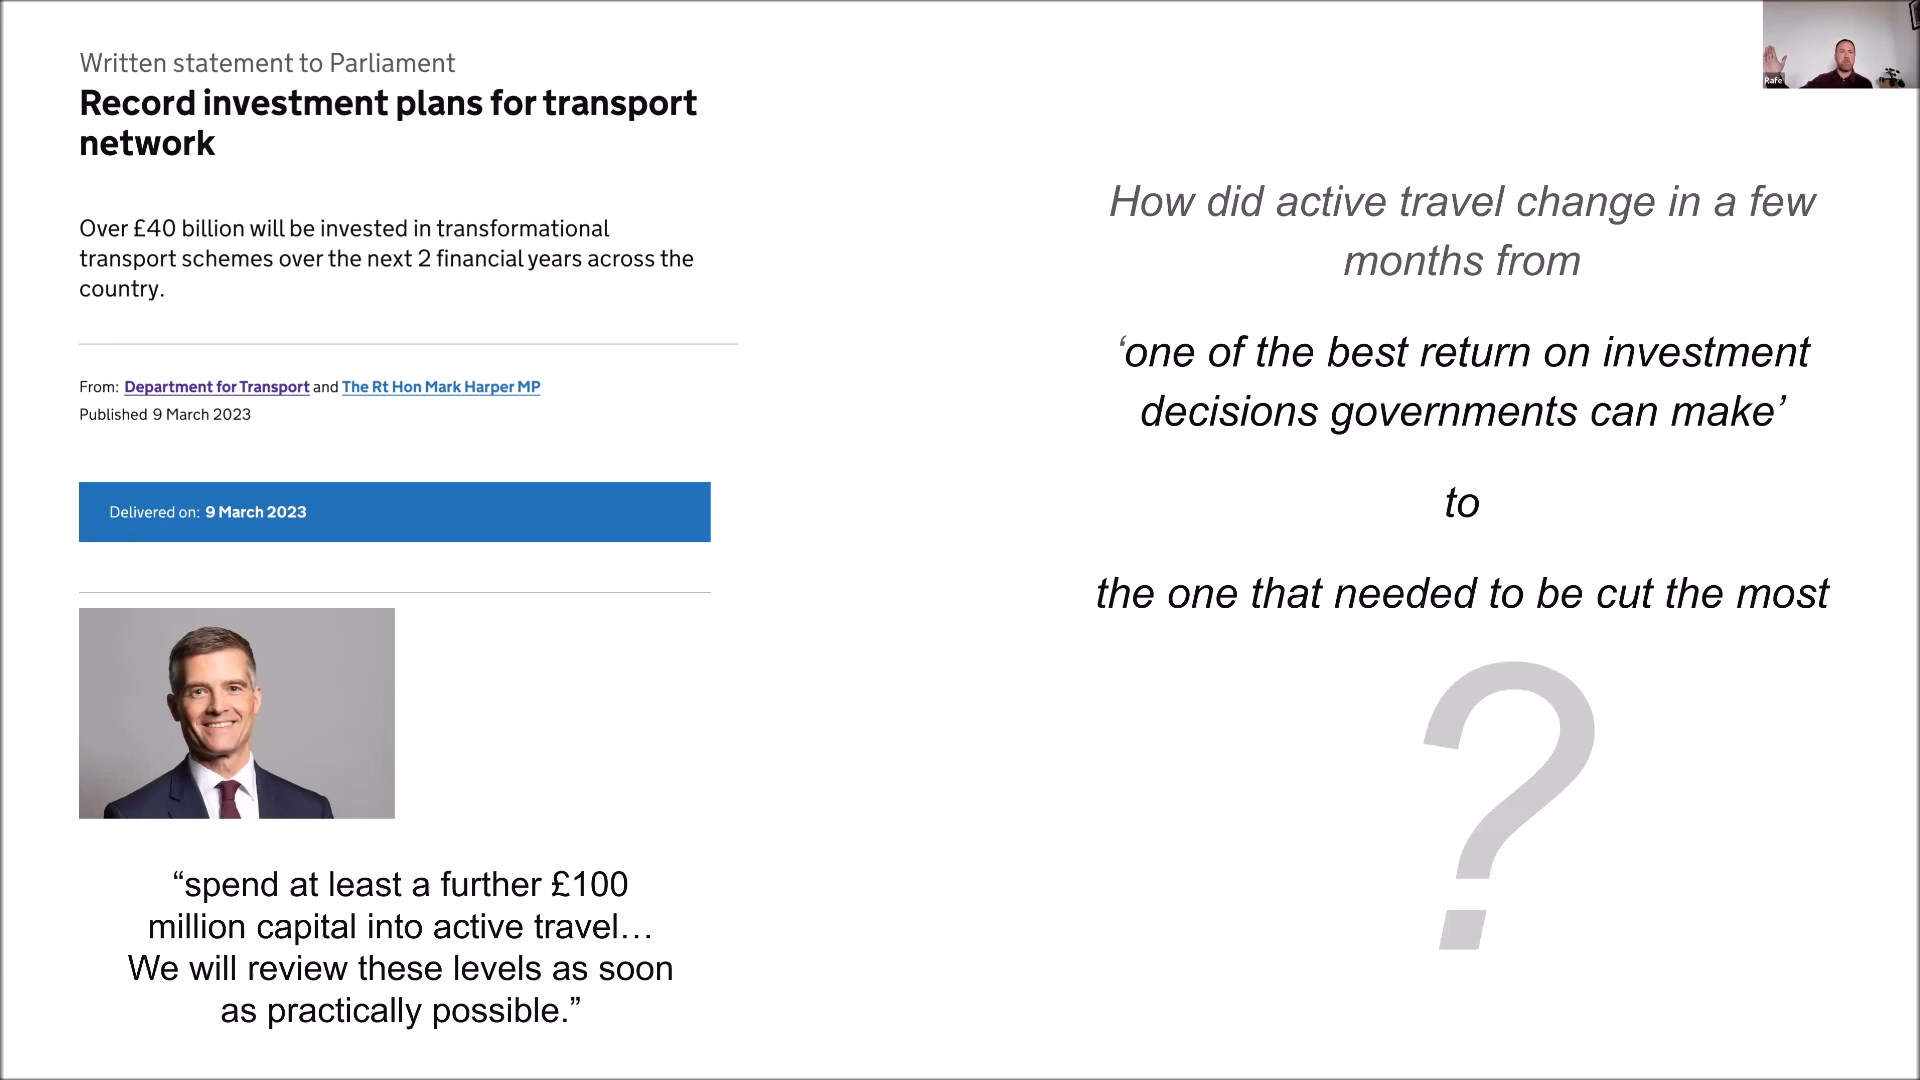 Written statement to Parliament
Record investment plans for transport
network
Over £40 billion will be invested in transformational
transport schemes over the next 2 financial years across the
country.
From: Department for Transport and The Rt Hon Mark Harper MP
Published 9 March 2023
Delivered on: 9 March 2023
“spend at least a further £100
million capital into active travel…
We will review these levels as soon
as practically possible.”
Rafe
How did active travel change in a few
months from
‘one of the best return on investment
decisions governments can make’
to
the one that needed to be cut the most
?